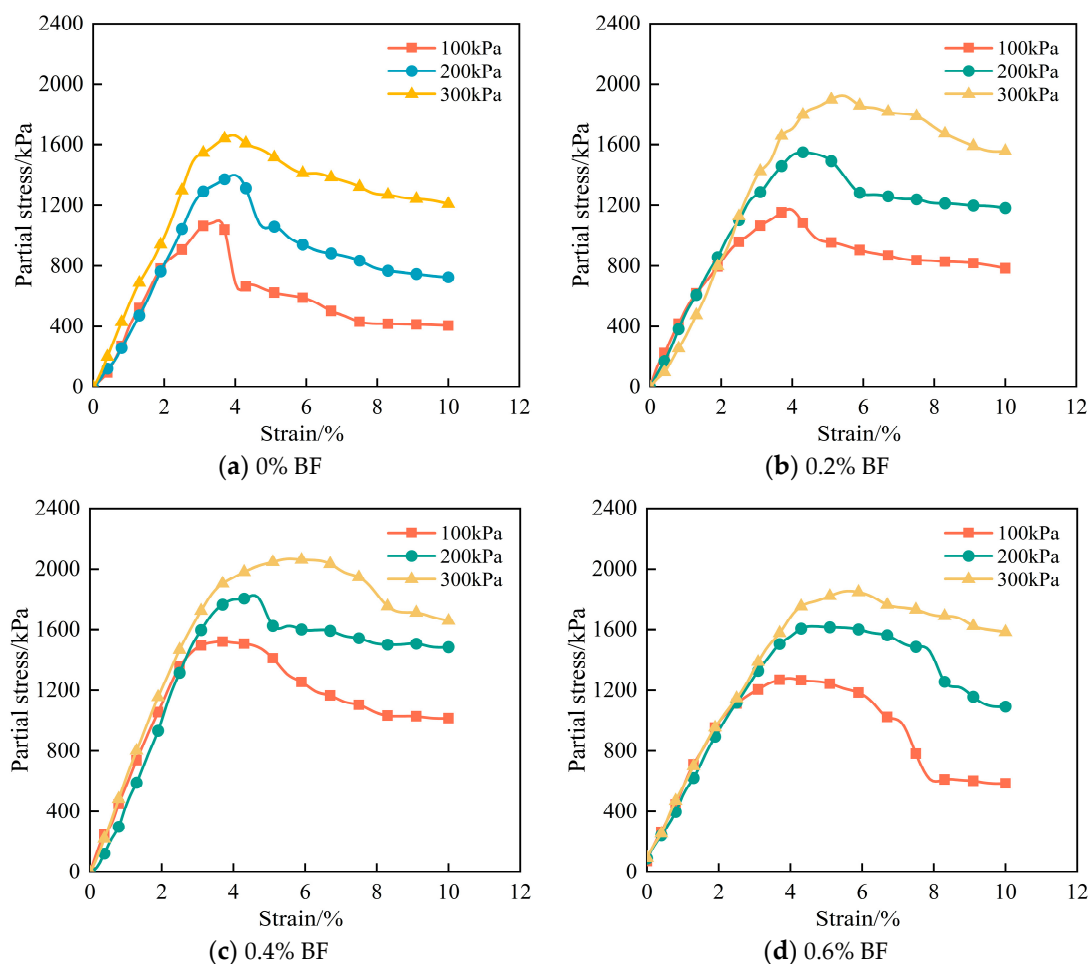 2400
2000
1600
1200
800
400
0
Partial stress/kPa
100kPa
200kPa
300kPa
0 2 4 6 8 10 12
Strain/%
(a) 0% BF
2400
2000
1600
1200
800
400
0
Partial stress/kPa
100kPa
200kPa
300kPa
0 2 4 6 8 10 12
Strain/%
(b) 0.2% BF
2400
2000
1600
1200
800
400
0
Partial stress/kPa
100kPa
200kPa
300kPa
0 2 4 6 8 10 12
Strain/%
(c) 0.4% BF
2400
2000
1600
1200
800
400
0
Partial stress/kPa
100kPa
200kPa
300kPa
0 2 4 6 8 10 12
Strain/%
(d) 0.6% BF